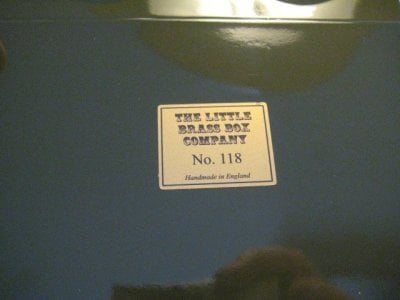 THE LITTLE
BRASS BOX
COMPANY
No. 118
Handmade in England